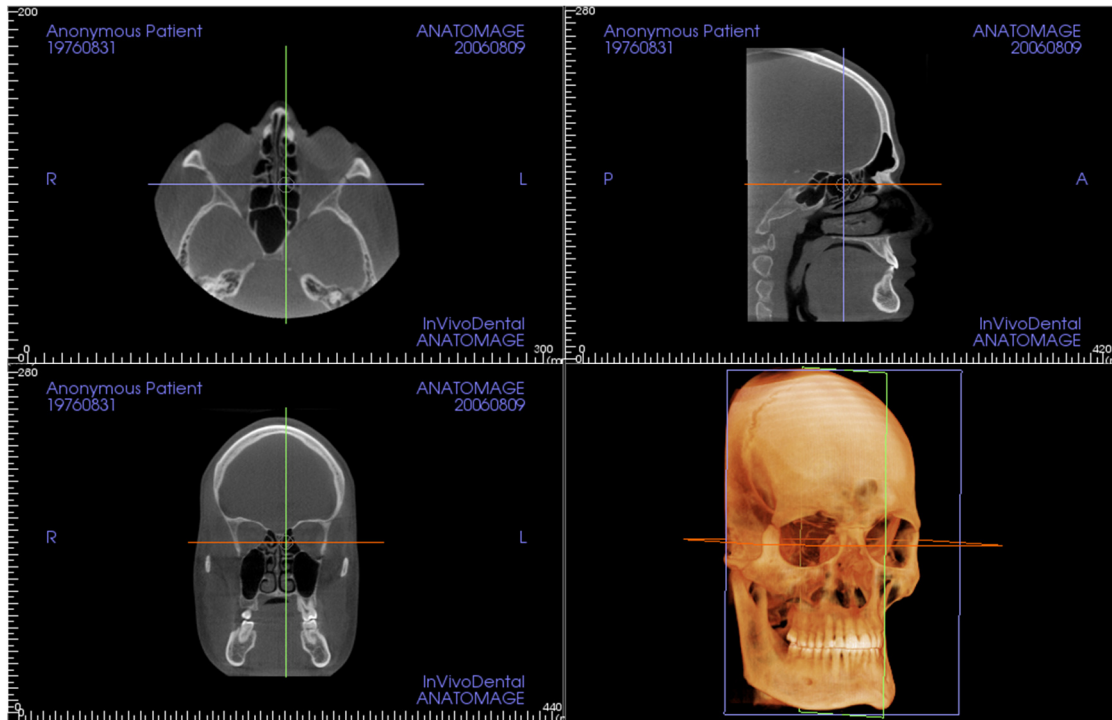 200
Anonymous Patient
19760831
ANATOMAGE
20060809
R
L
InVivoDental
ANATOMAGE
0
300
280
Anonymous Patient
19760831
ANATOMAGE
20060809
P
A
InVivoDental
ANATOMAGE
0
420
280
Anonymous Patient
19760831
ANATOMAGE
20060809
R
L
InVivoDental
ANATOMAGE
0
440